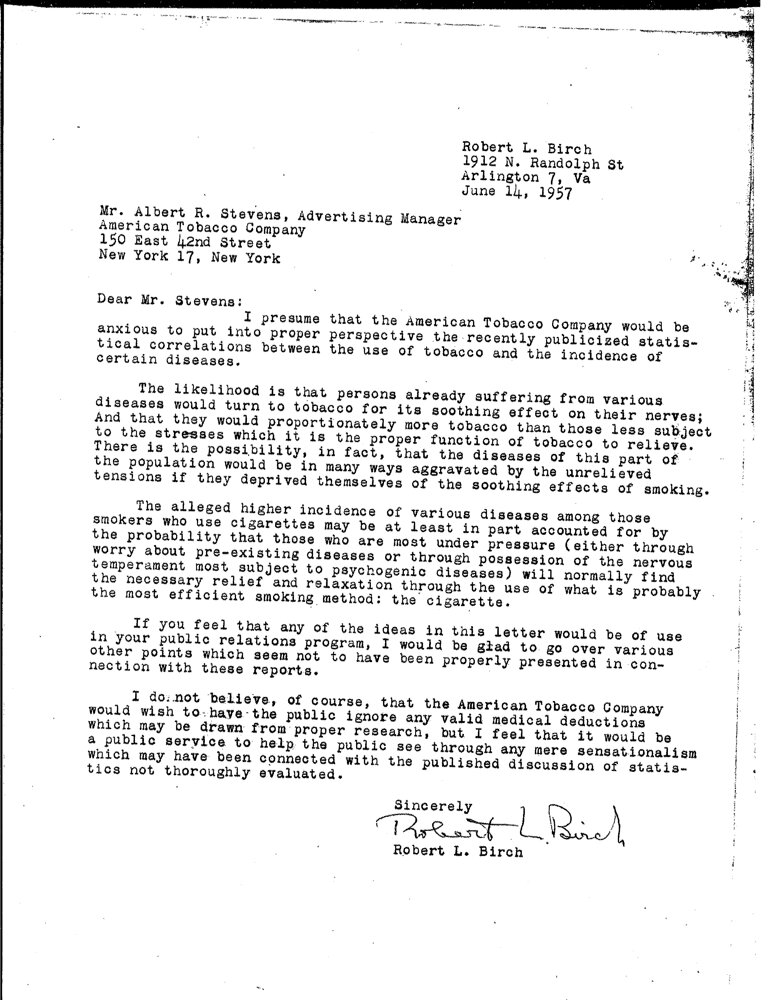 Robert L. Birch
1912 N. Randolph St
Arlington 7, Va
June 14, 1957
Mr. Albert R. Stevens, Advertising Manager
American Tobacco Company
150 East 42nd Street
New York 17, New York
Dear Mr. Stevens:
I presume that the American Tobacco Company would be
anxious to put into proper perspective the recently publicized statis-
tical correlations between the use of tobacco and the incidence of
certain diseases.
The likelihood is that persons already suffering from various
diseases would turn to tobacco for its soothing effect on their nerves;
And that they would proportionately more tobacco than those less subject
to the stresses which it is the proper function of tobacco to relieve.
There is the possibility, in fact, that the diseases of this part of
the population would be in many ways aggravated by the unrelieved
tensions if they deprived themselves of the soothing effects of smoking.
The alleged higher incidence of various diseases among those
smokers who use cigarettes may be at least in part accounted for by
the probability that those who are most under pressure (either through
worry about pre-existing diseases or through possession of the nervous
temperament most subject to psychogenic diseases) will normally find
the necessary relief and relaxation through the use of what is probably
the most efficient smoking method: the cigarette.
If you feel that any of the ideas in this letter would be of use
in your public relations program, I would be glad to go over various
other points which seem not to have been properly presented in con-
nection with these reports.
I do not believe, of course, that the American Tobacco Company
would wish to have the public ignore any valid medical deductions
which may be drawn from proper research, but I feel that it would be
a public service to help the public see through any mere sensationalism
which may have been connected with the published discussion of statis-
tics not thoroughly evaluated.
Sincerely
Robert L. Birch
Robert L. Birch